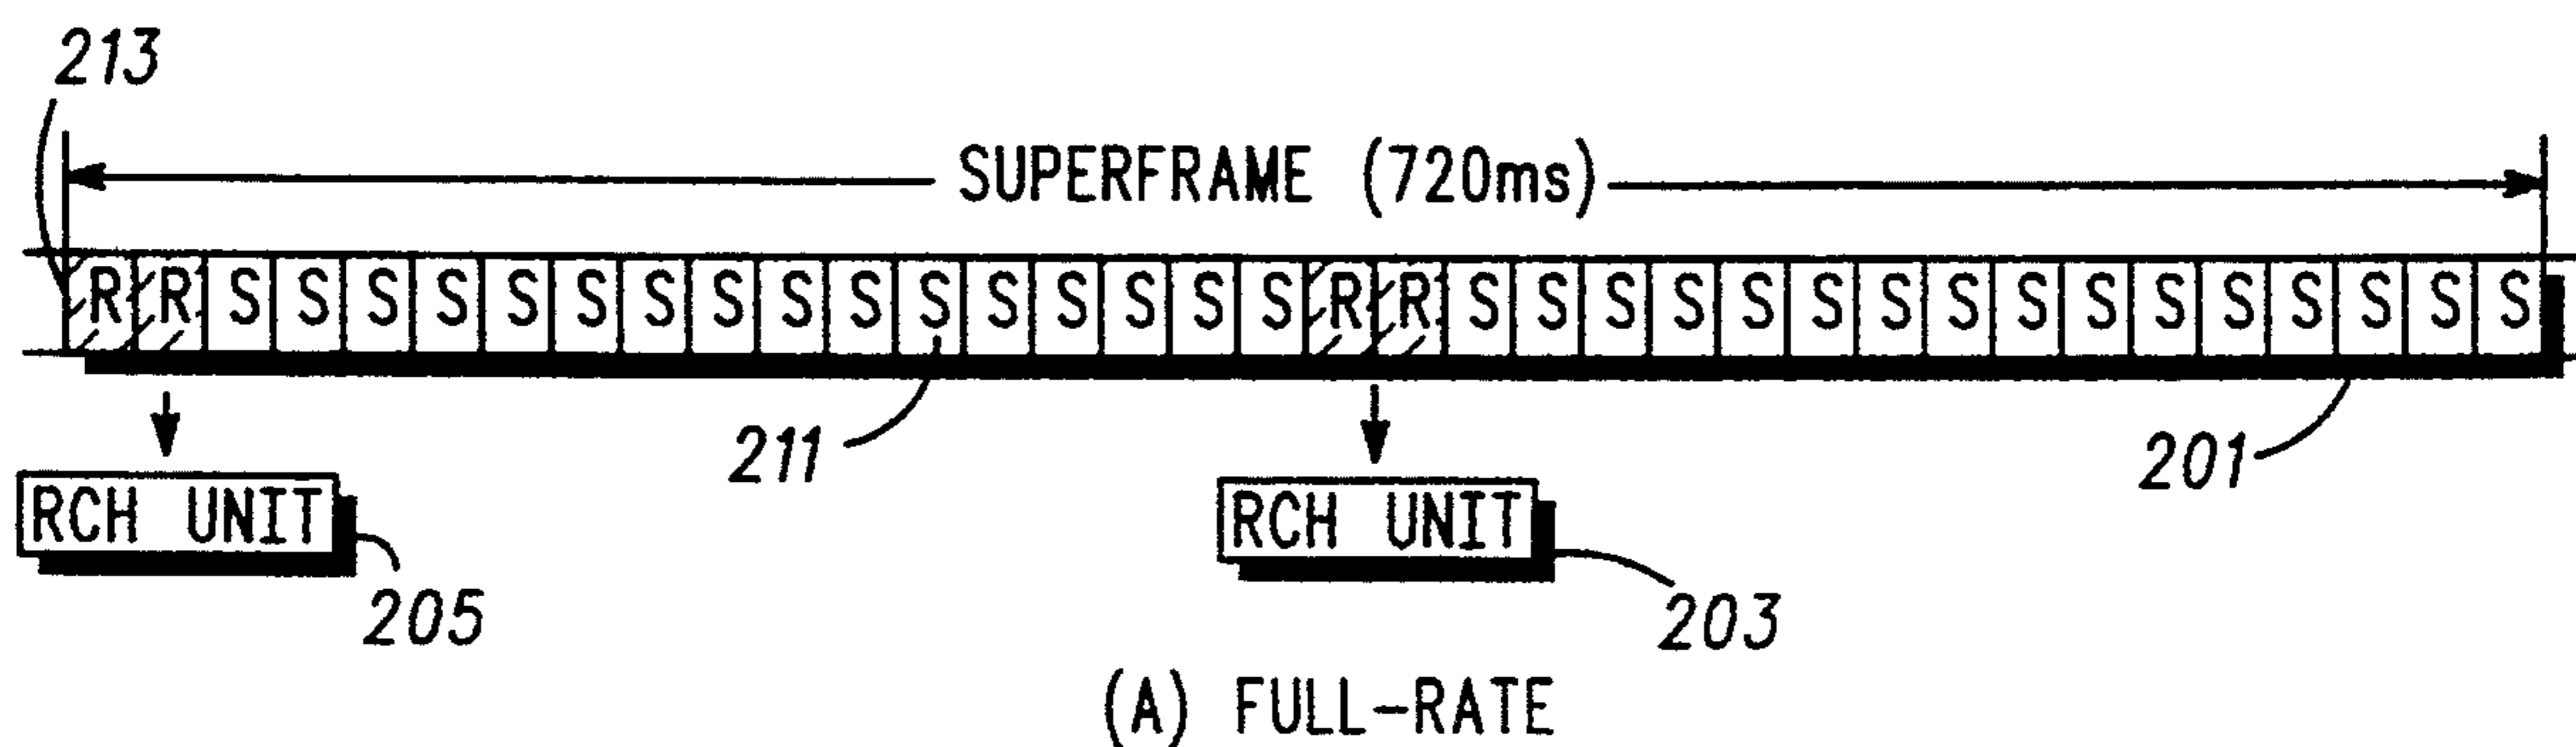 213
SUPERFRAME (720ms)
R R S S S S S S S S S S S S S S S S R R S S S S S S S S S S S S S S S S
211
201
RCH UNIT
RCH UNIT
205
203
(A) FULL-RATE